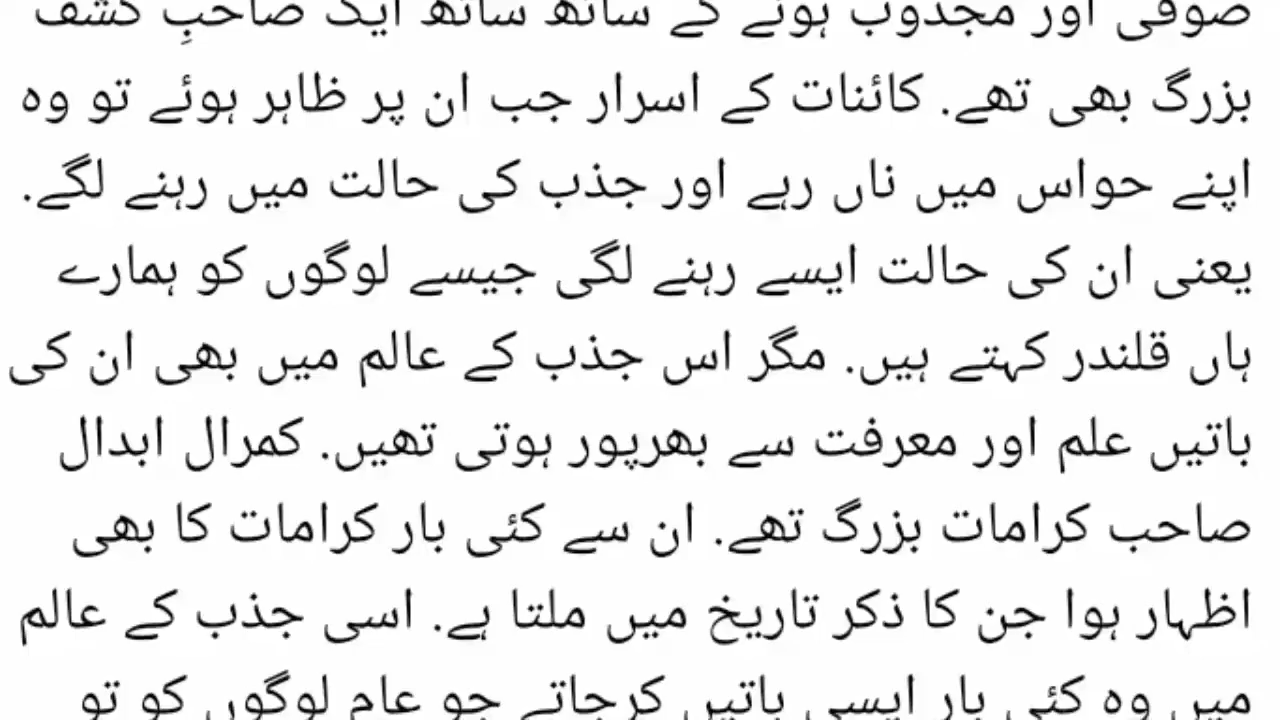 صوفی اور مجذوب ہونے کے ساتھ ساتھ ایک صاحبِ کشف
بزرگ بھی تھے. کائنات کے اسرار جب ان پر ظاہر ہوئے تو وہ
اپنے حواس میں ناں رہے اور جذب کی حالت میں رہنے لگے.
یعنی ان کی حالت ایسے رہنے لگی جیسے لوگوں کو ہمارے
ہاں قلندر کہتے ہیں. مگر اس جذب کے عالم میں بھی ان کی
باتیں علم اور معرفت سے بھرپور ہوتی تھیں. کمرال ابدال
صاحب کرامات بزرگ تھے. ان سے کئی بار کرامات کا بھی
اظہار ہوا جن کا ذکر تاریخ میں ملتا ہے. اسی جذب کے عالم
میں وہ کئی بار ایسی باتیں کرجاتے جو عام لوگوں کو تو